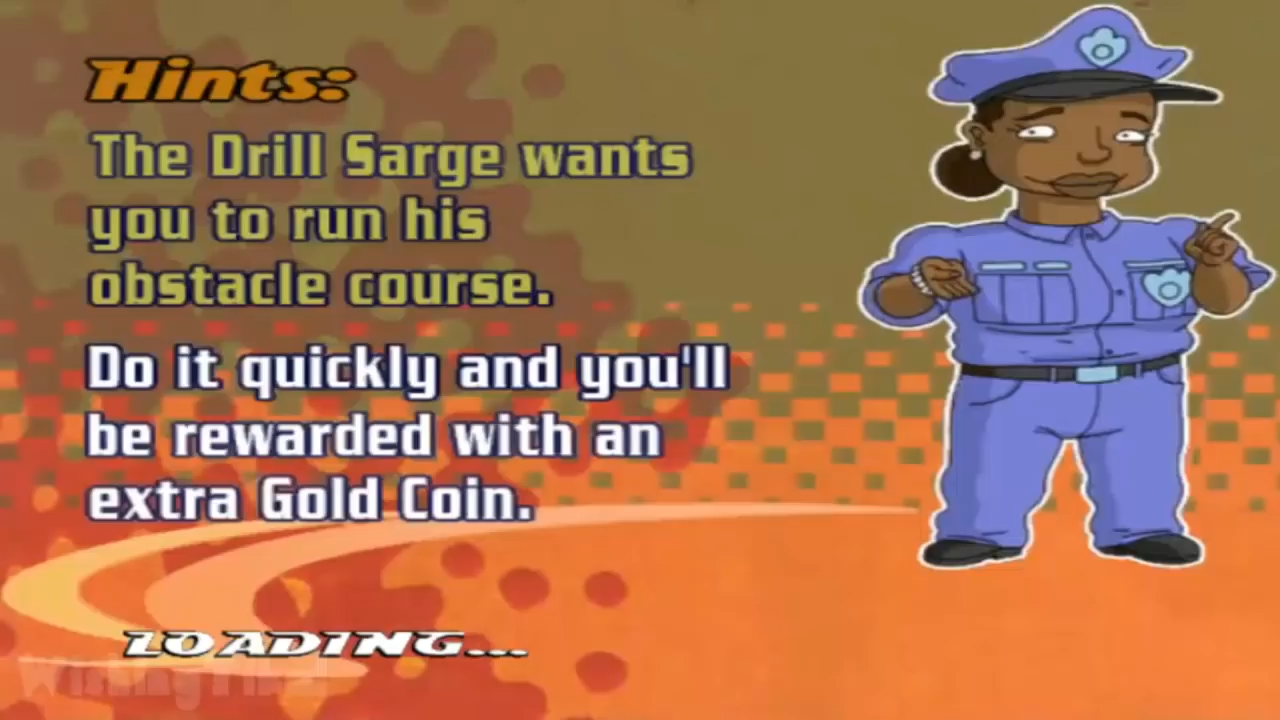 Hints:
The Drill Sarge wants
you to run his
obstacle course.
Do it quickly and you'll
be rewarded with an
extra Gold Coin.
LOADING...